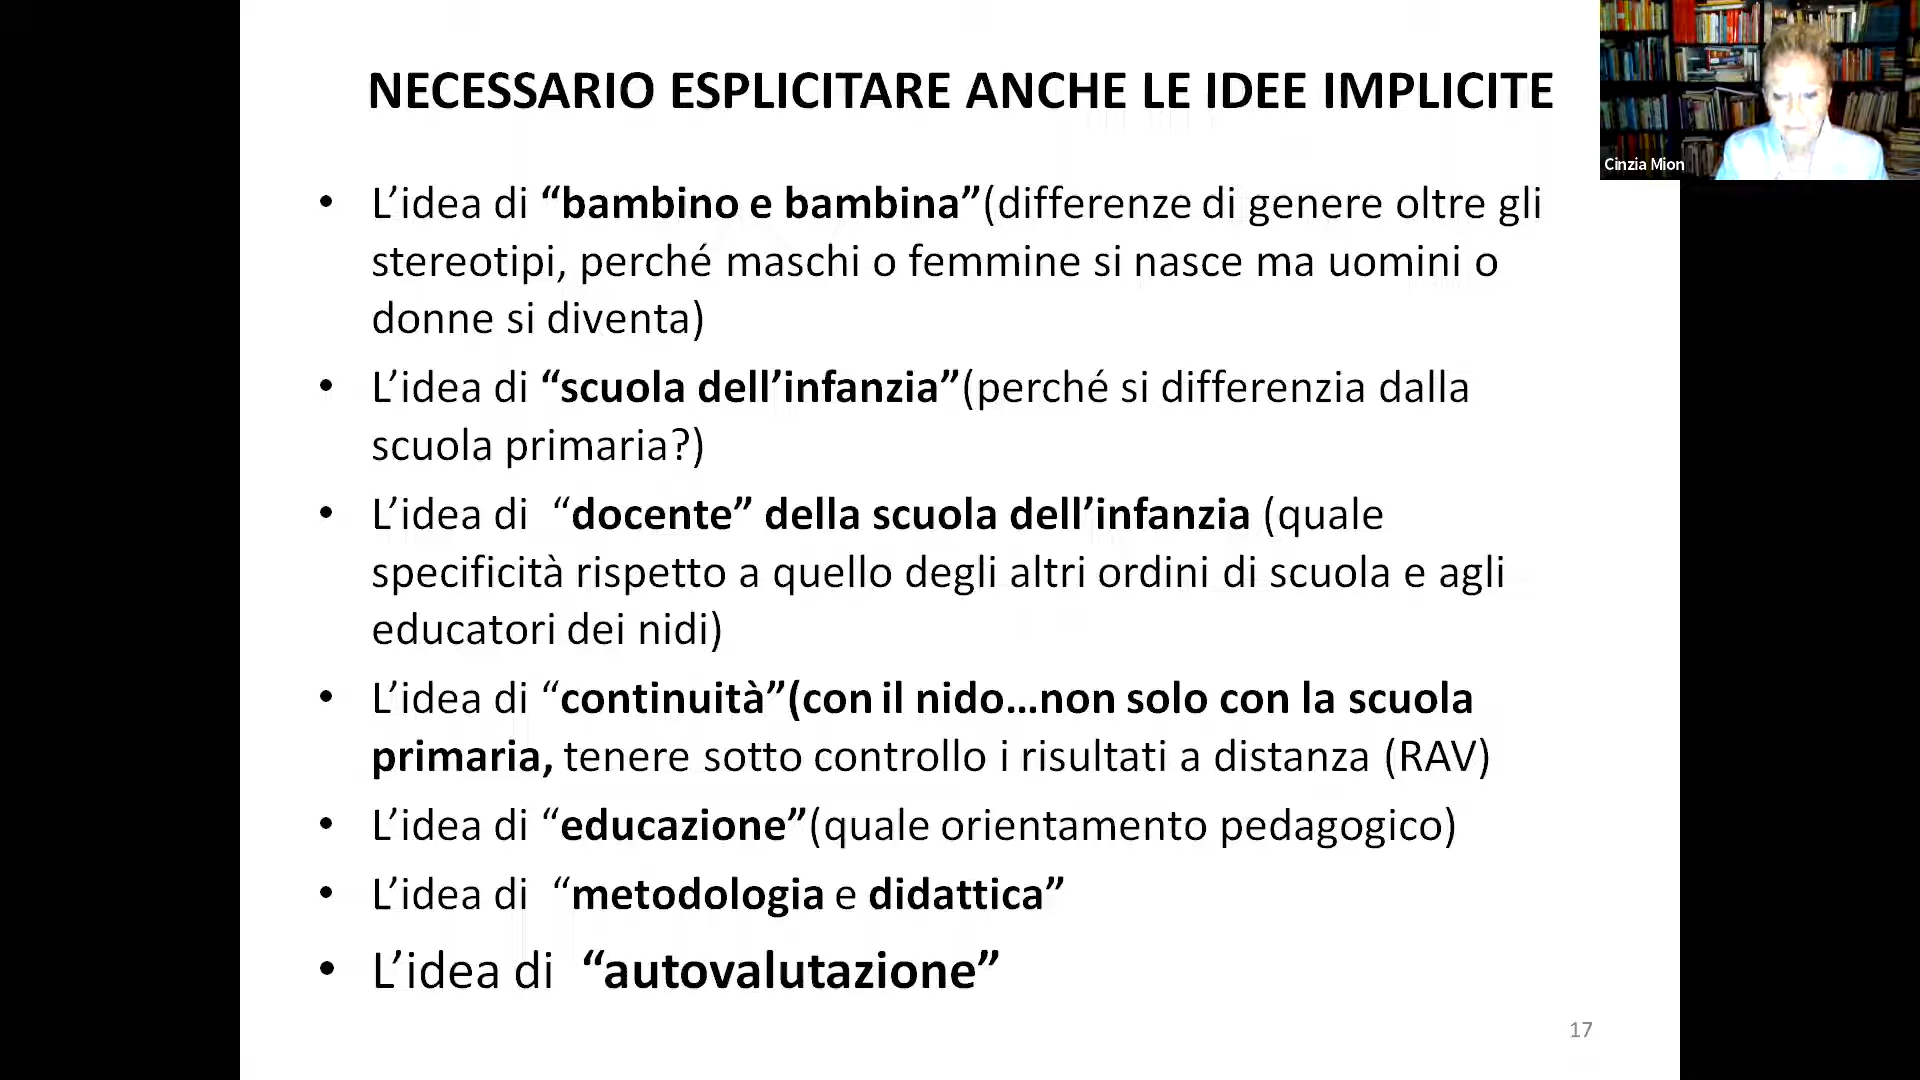 NECESSARIO ESPLICITARE ANCHE LE IDEE IMPLICITE
Cinzia Mion
• L’idea di “bambino e bambina”(differenze di genere oltre gli
stereotipi, perché maschi o femmine si nasce ma uomini o
donne si diventa)
• L’idea di “scuola dell’infanzia”(perché si differenzia dalla
scuola primaria?)
• L’idea di “docente” della scuola dell’infanzia (quale
specificità rispetto a quello degli altri ordini di scuola e agli
educatori dei nidi)
• L’idea di “continuità”(con il nido…non solo con la scuola
primaria, tenere sotto controllo i risultati a distanza (RAV)
• L’idea di “educazione”(quale orientamento pedagogico)
• L’idea di “metodologia e didattica”
• L’idea di “autovalutazione”
17